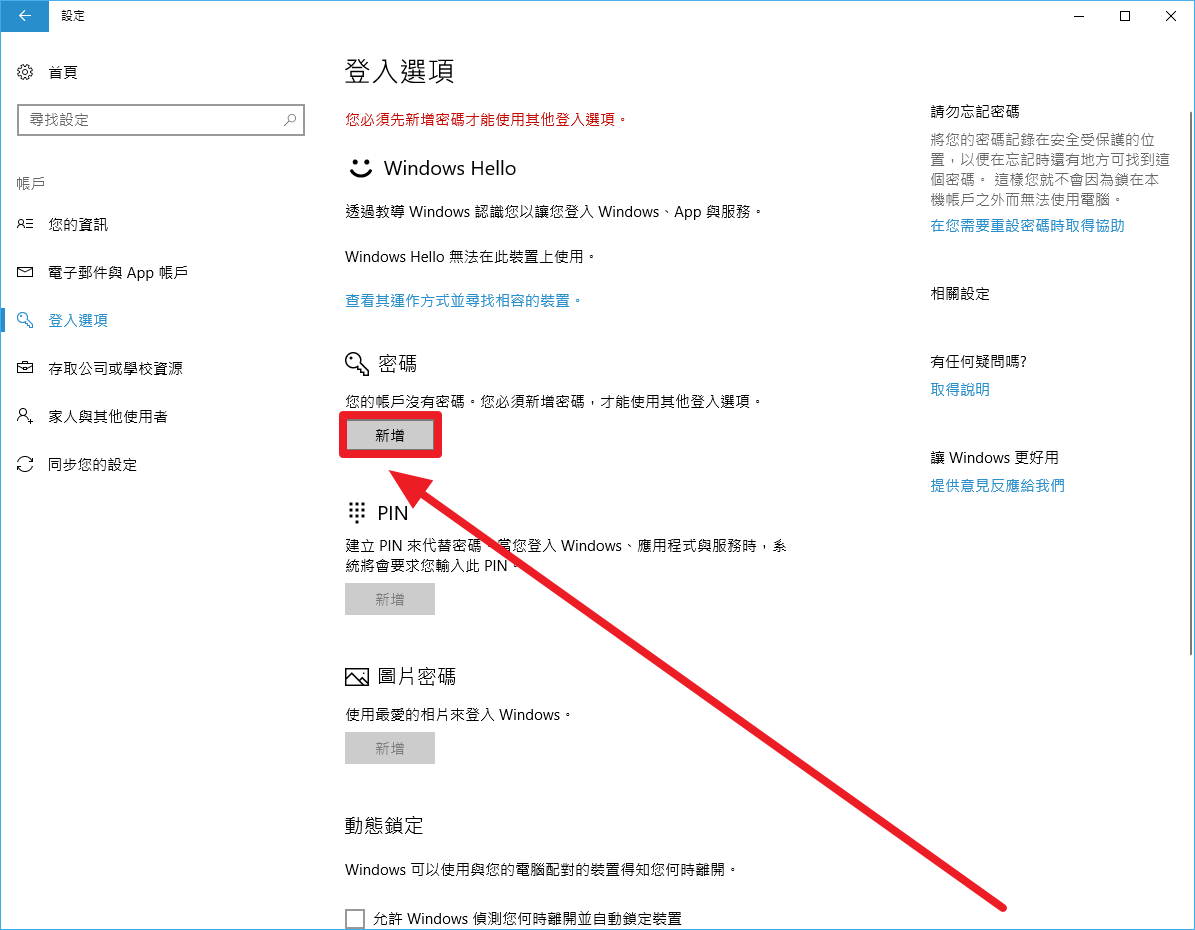 設定
首頁
尋找設定
帳戶
您的資訊
電子郵件與 App 帳戶
登入選項
存取公司或學校資源
家人與其他使用者
同步您的設定
登入選項
您必須先新增密碼才能使用其他登入選項。
Windows Hello
透過教導 Windows 認識您以讓您登入 Windows、App 與服務。
Windows Hello 無法在此裝置上使用。
查看其運作方式並尋找相容的裝置。
密碼
您的帳戶沒有密碼。您必須新增密碼，才能使用其他登入選項。
新增
PIN
建立 PIN 來代替密碼。當您登入 Windows、應用程式與服務時，系
統將會要求您輸入此 PIN。
新增
圖片密碼
使用最愛的相片來登入 Windows。
新增
動態鎖定
Windows 可以使用與您的電腦配對的裝置得知您何時離開。
允許 Windows 偵測您何時離開並自動鎖定裝置
請勿忘記密碼
將您的密碼記錄在安全受保護的位
置，以便在忘記時還有地方可找到這
個密碼。 這樣您就不會因為鎖在本
機帳戶之外而無法使用電腦。
在您需要重設密碼時取得協助
相關設定
有任何疑問嗎?
取得說明
讓 Windows 更好用
提供意見反應給我們